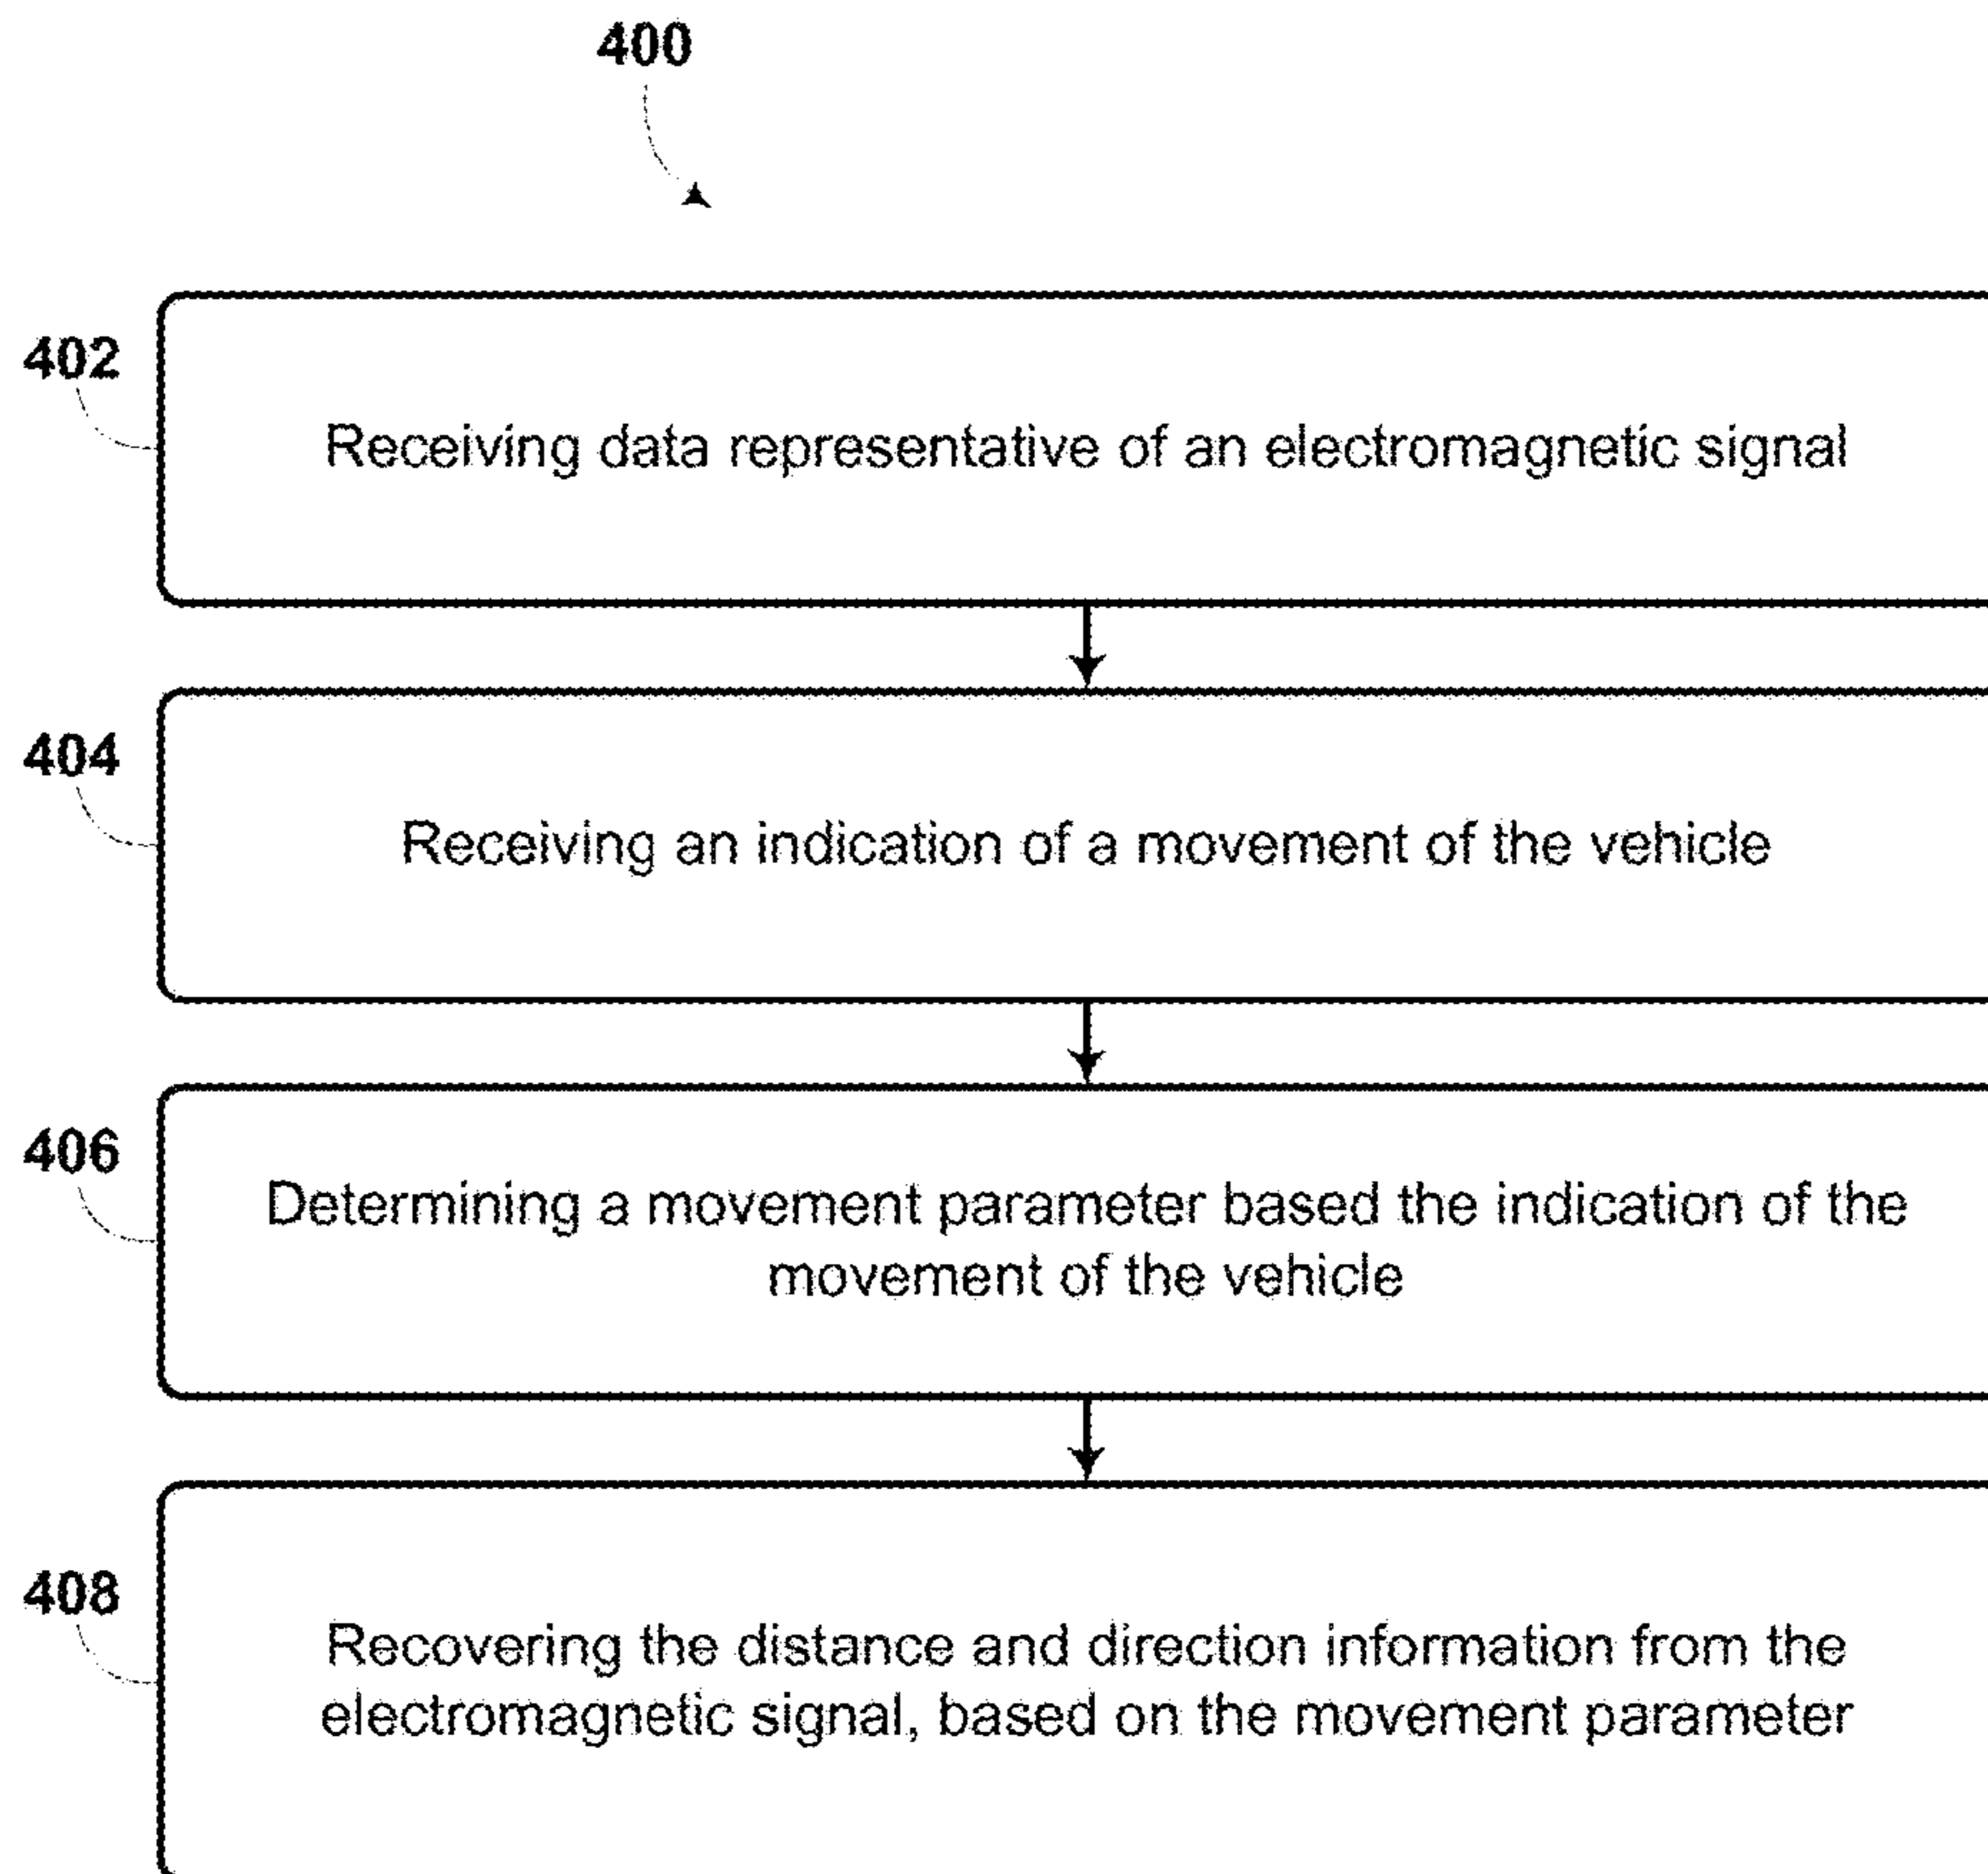 400
402
Receiving data representative of an electromagnetic signal
404
Receiving an indication of a movement of the vehicle
406
Determining a movement parameter based the indication of the
movement of the vehicle
408
Recovering the distance and direction information from the
electromagnetic signal, based on the movement parameter